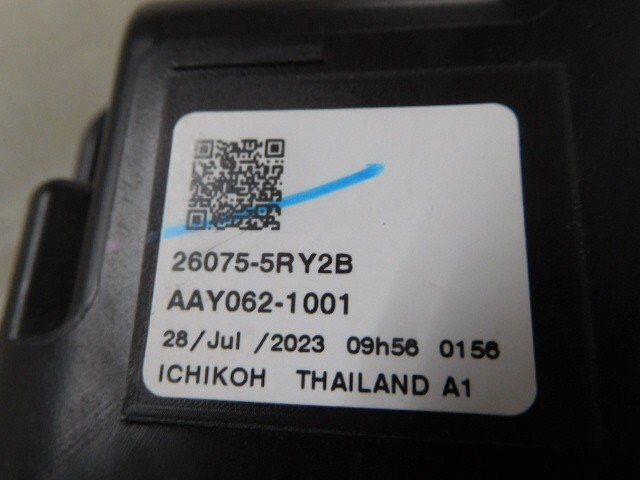 26075-5RY2B
AAY062-1001
28/Jul /2023 09h56 0156
ICHIKOH THAILAND A1